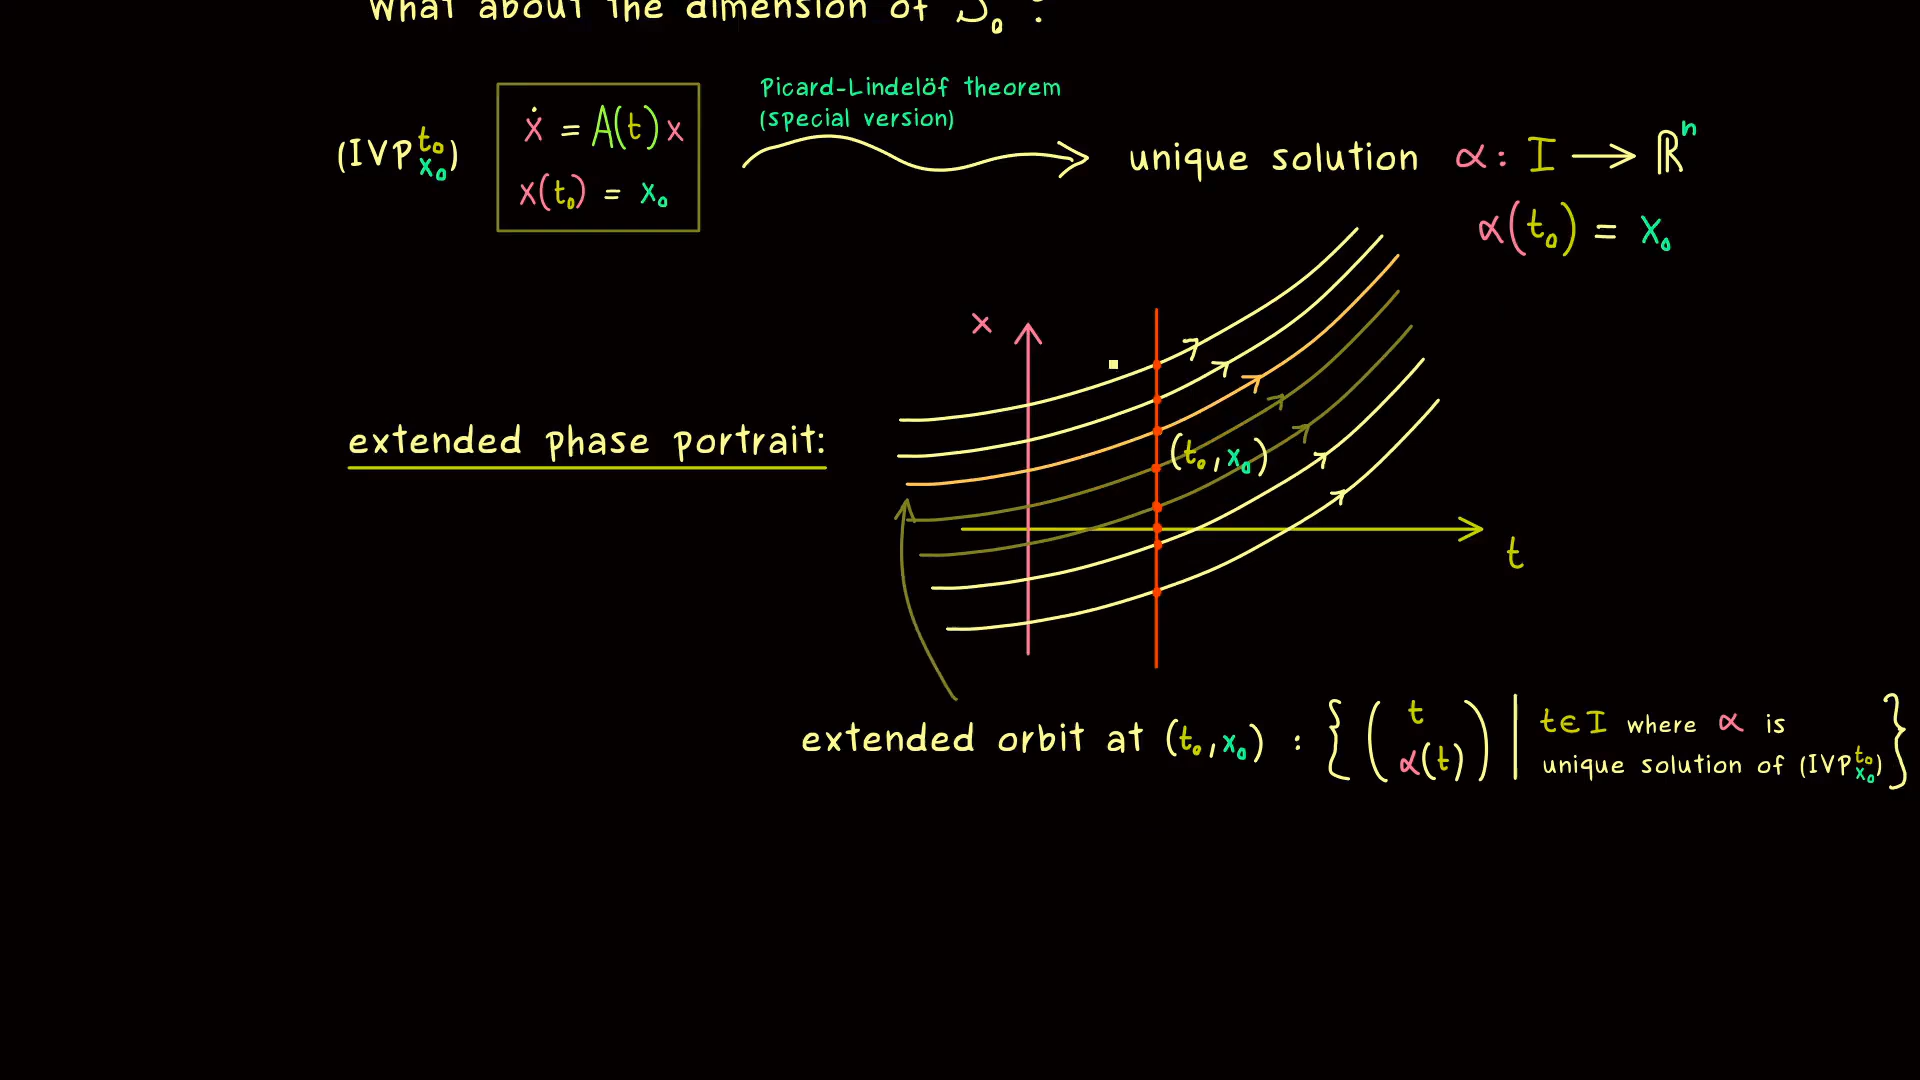 What about the dimension of S₀ ?
Picard-Lindelöf theorem
(special version)
(IVP^{t₀}_{x₀})
ẋ = A(t)x
x(t₀) = x₀
unique solution α: I ⟶ ℝⁿ
α(t₀) = x₀
x
extended phase portrait:
(t₀, x₀)
t
extended orbit at (t₀, x₀) : { ( t α(t) ) | t∈I where α is
unique solution of (IVP^{t₀}_{x₀}) }